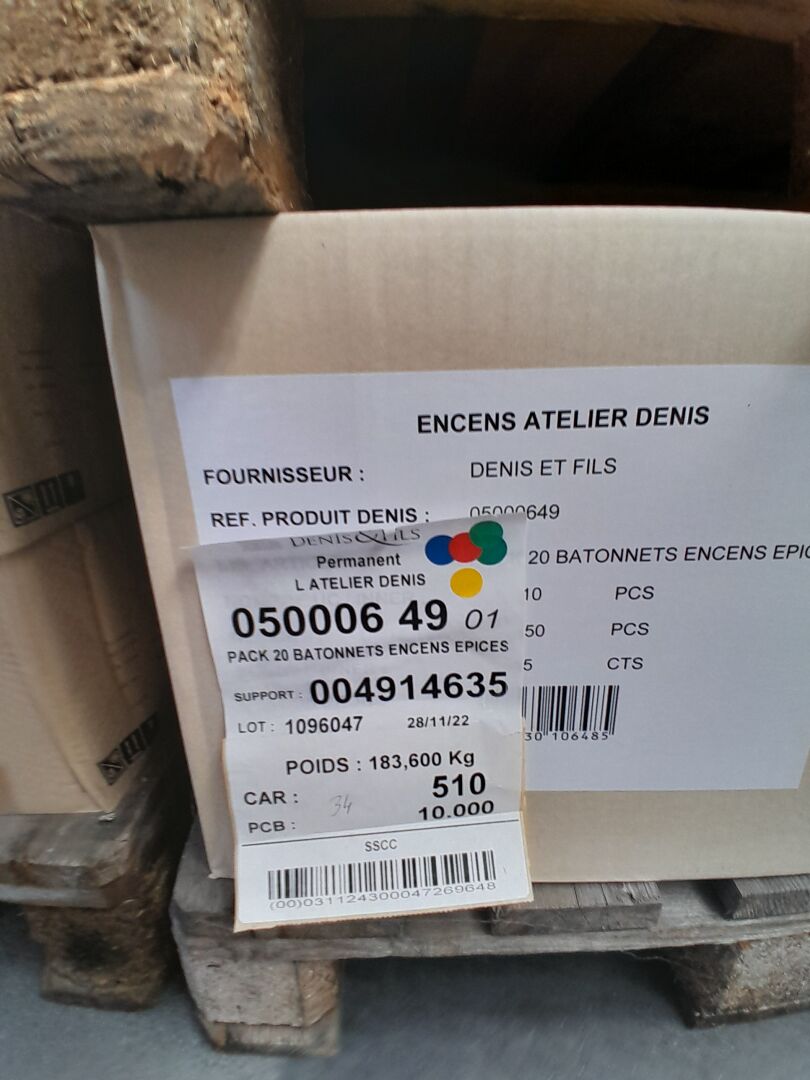 ENCENS ATELIER DENIS
FOURNISSEUR : DENIS ET FILS
REF. PRODUIT DENIS : 05000649
20 BATONNETS ENCENS EPIC
10 PCS
50 PCS
5 CTS
30 106485
DENIS & FILS
Permanent
L ATELIER DENIS
050006 49 01
PACK 20 BATONNETS ENCENS EPICES
SUPPORT : 004914635
LOT : 1096047 28/11/22
POIDS : 183,600 Kg
CAR : 34 510
PCB : 10.000
SSCC
(00)031124300047269648